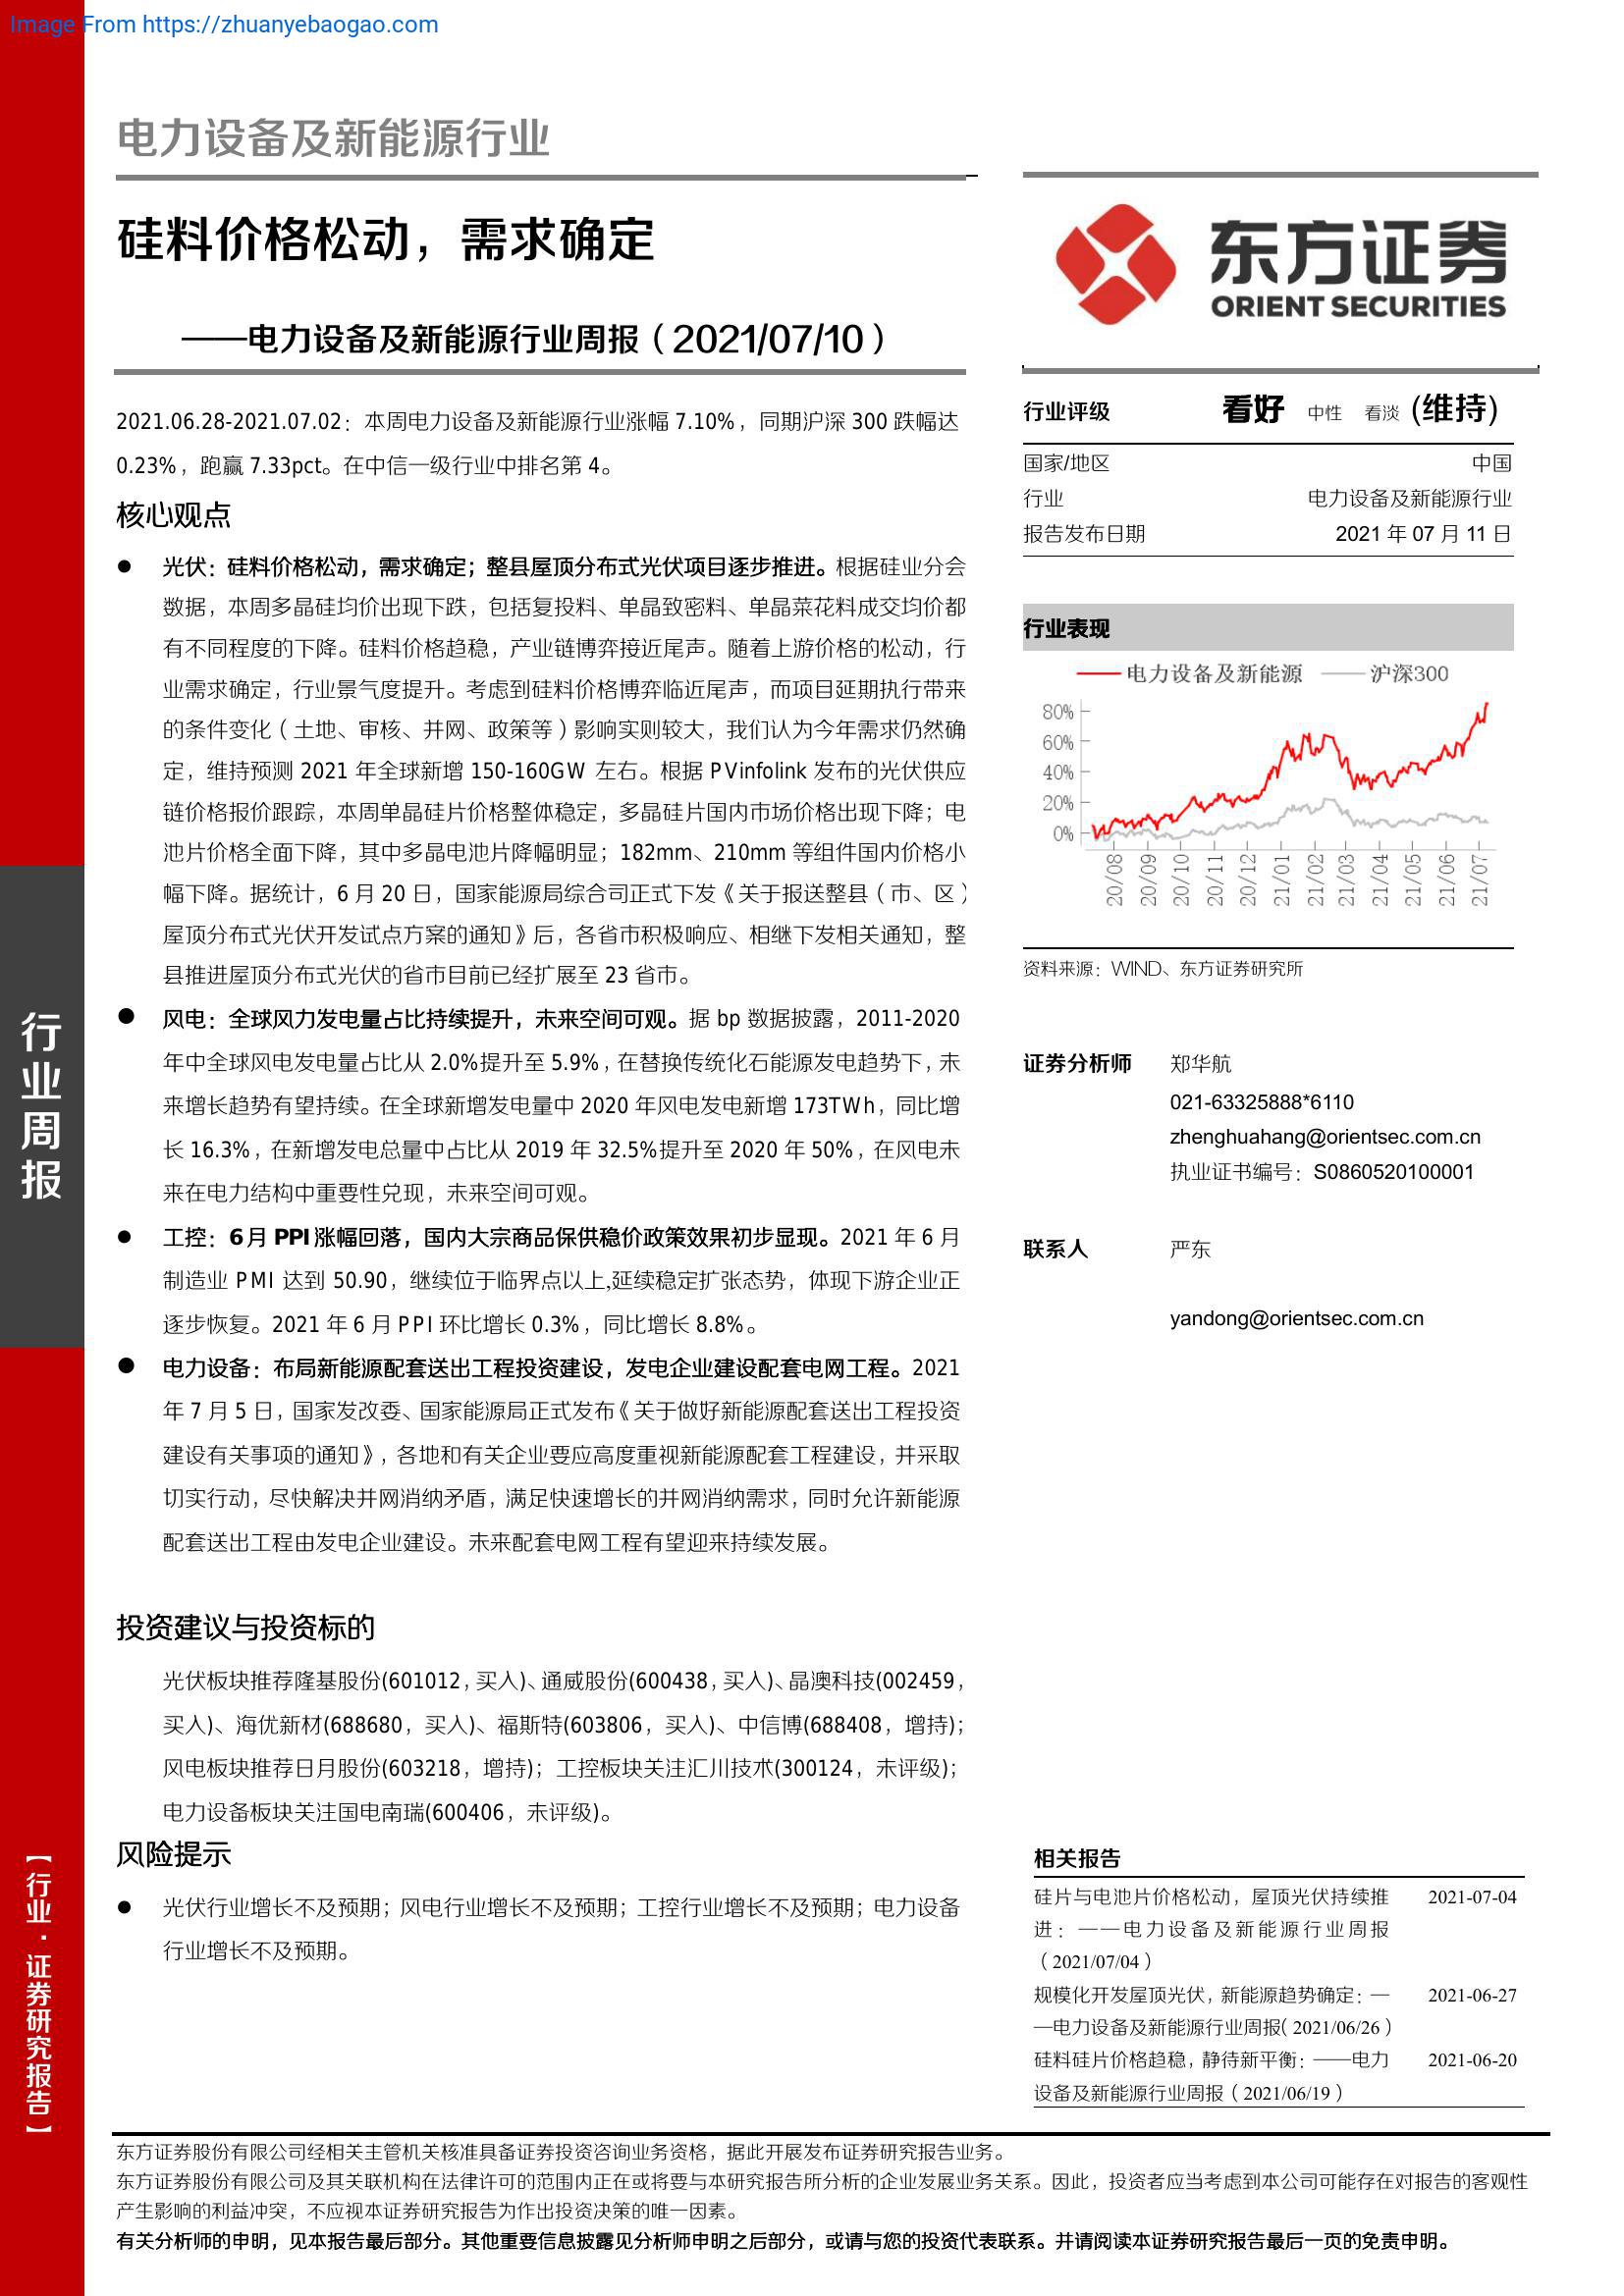 Image From https://zhuanyebaogao.com
电力设备及新能源行业
硅料价格松动，需求确定
——电力设备及新能源行业周报（2021/07/10）
2021.06.28-2021.07.02：本周电力设备及新能源行业涨幅 7.10%，同期沪深 300 跌幅达
0.23%，跑赢 7.33pct。在中信一级行业中排名第 4。
核心观点
● 光伏：硅料价格松动，需求确定；整县屋顶分布式光伏项目逐步推进。根据硅业分会
数据，本周多晶硅均价出现下跌，包括复投料、单晶致密料、单晶菜花料成交均价都
有不同程度的下降。硅料价格趋稳，产业链博弈接近尾声。随着上游价格的松动，行
业需求确定，行业景气度提升。考虑到硅料价格博弈临近尾声，而项目延期执行带来
的条件变化（土地、审核、并网、政策等）影响实则较大，我们认为今年需求仍然确
定，维持预测 2021 年全球新增 150-160GW 左右。根据 PVinfolink 发布的光伏供应
链价格报价跟踪，本周单晶硅片价格整体稳定，多晶硅片国内市场价格出现下降；电
池片价格全面下降，其中多晶电池片降幅明显；182mm、210mm 等组件国内价格小
幅下降。据统计，6 月 20 日，国家能源局综合司正式下发《关于报送整县（市、区）
屋顶分布式光伏开发试点方案的通知》后，各省市积极响应、相继下发相关通知，整
县推进屋顶分布式光伏的省市目前已经扩展至 23 省市。
● 风电：全球风力发电量占比持续提升，未来空间可观。据 bp 数据披露，2011-2020
年中全球风电发电量占比从 2.0%提升至 5.9%，在替换传统化石能源发电趋势下，未
来增长趋势有望持续。在全球新增发电量中 2020 年风电发电新增 173TWh，同比增
长 16.3%，在新增发电总量中占比从 2019 年 32.5%提升至 2020 年 50%，在风电未
来在电力结构中重要性兑现，未来空间可观。
● 工控：6 月 PPI 涨幅回落，国内大宗商品保供稳价政策效果初步显现。2021 年 6 月
制造业 PMI 达到 50.90，继续位于临界点以上,延续稳定扩张态势，体现下游企业正
逐步恢复。2021 年 6 月 PPI 环比增长 0.3%，同比增长 8.8%。
● 电力设备：布局新能源配套送出工程投资建设，发电企业建设配套电网工程。2021
年 7 月 5 日，国家发改委、国家能源局正式发布《关于做好新能源配套送出工程投资
建设有关事项的通知》，各地和有关企业要应高度重视新能源配套工程建设，并采取
切实行动，尽快解决并网消纳矛盾，满足快速增长的并网消纳需求，同时允许新能源
配套送出工程由发电企业建设。未来配套电网工程有望迎来持续发展。
投资建议与投资标的
光伏板块推荐隆基股份(601012，买入)、通威股份(600438，买入)、晶澳科技(002459，
买入)、海优新材(688680，买入)、福斯特(603806，买入)、中信博(688408，增持)；
风电板块推荐日月股份(603218，增持)；工控板块关注汇川技术(300124，未评级)；
电力设备板块关注国电南瑞(600406，未评级)。
风险提示
● 光伏行业增长不及预期；风电行业增长不及预期；工控行业增长不及预期；电力设备
行业增长不及预期。
东方证券
ORIENT SECURITIES
行业评级 看好 中性 看淡 (维持)
国家/地区 中国
行业 电力设备及新能源行业
报告发布日期 2021 年 07 月 11 日
行业表现
电力设备及新能源 沪深300
80%
60%
40%
20%
0%
20/08 20/09 20/10 20/11 20/12 21/01 21/02 21/03 21/04 21/05 21/06 21/07
资料来源：WIND、东方证券研究所
证券分析师 郑华航
021-63325888*6110
zhenghuahang@orientsec.com.cn
执业证书编号：S0860520100001
联系人 严东
yandong@orientsec.com.cn
相关报告
硅片与电池片价格松动，屋顶光伏持续推 2021-07-04
进：——电力设备及新能源行业周报
（2021/07/04）
规模化开发屋顶光伏，新能源趋势确定：— 2021-06-27
—电力设备及新能源行业周报（2021/06/26）
硅料硅片价格趋稳，静待新平衡：——电力 2021-06-20
设备及新能源行业周报（2021/06/19）
行业周报
【行业·证券研究报告】
东方证券股份有限公司经相关主管机关核准具备证券投资咨询业务资格，据此开展发布证券研究报告业务。
东方证券股份有限公司及其关联机构在法律许可的范围内正在或将要与本研究报告所分析的企业发展业务关系。因此，投资者应当考虑到本公司可能存在对报告的客观性
产生影响的利益冲突，不应视本证券研究报告为作出投资决策的唯一因素。
有关分析师的申明，见本报告最后部分。其他重要信息披露见分析师申明之后部分，或请与您的投资代表联系。并请阅读本证券研究报告最后一页的免责申明。